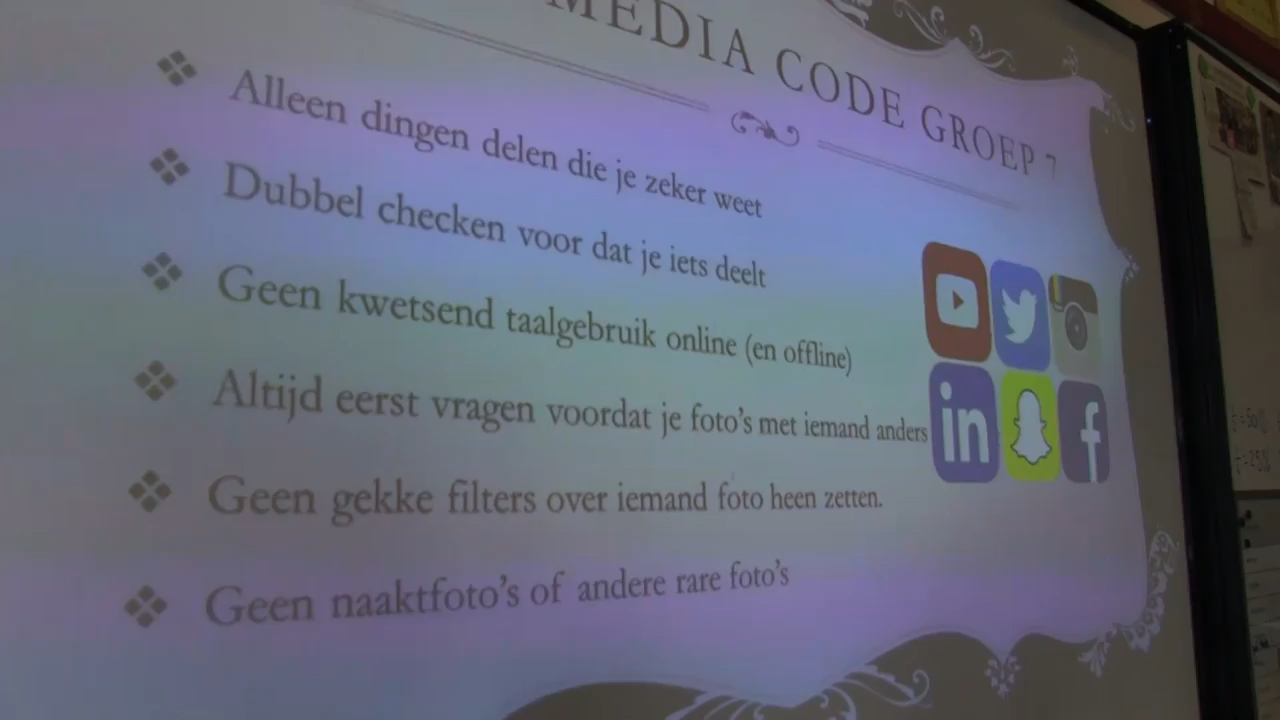 MEDIA CODE GROEP 7
Alleen dingen delen die je zeker weet
Dubbel checken voor dat je iets deelt
Geen kwetsend taalgebruik online (en offline)
Altijd eerst vragen voordat je foto's met iemand anders
Geen gekke filters over iemand foto heen zetten.
Geen naaktfoto's of andere rare foto's
in
f